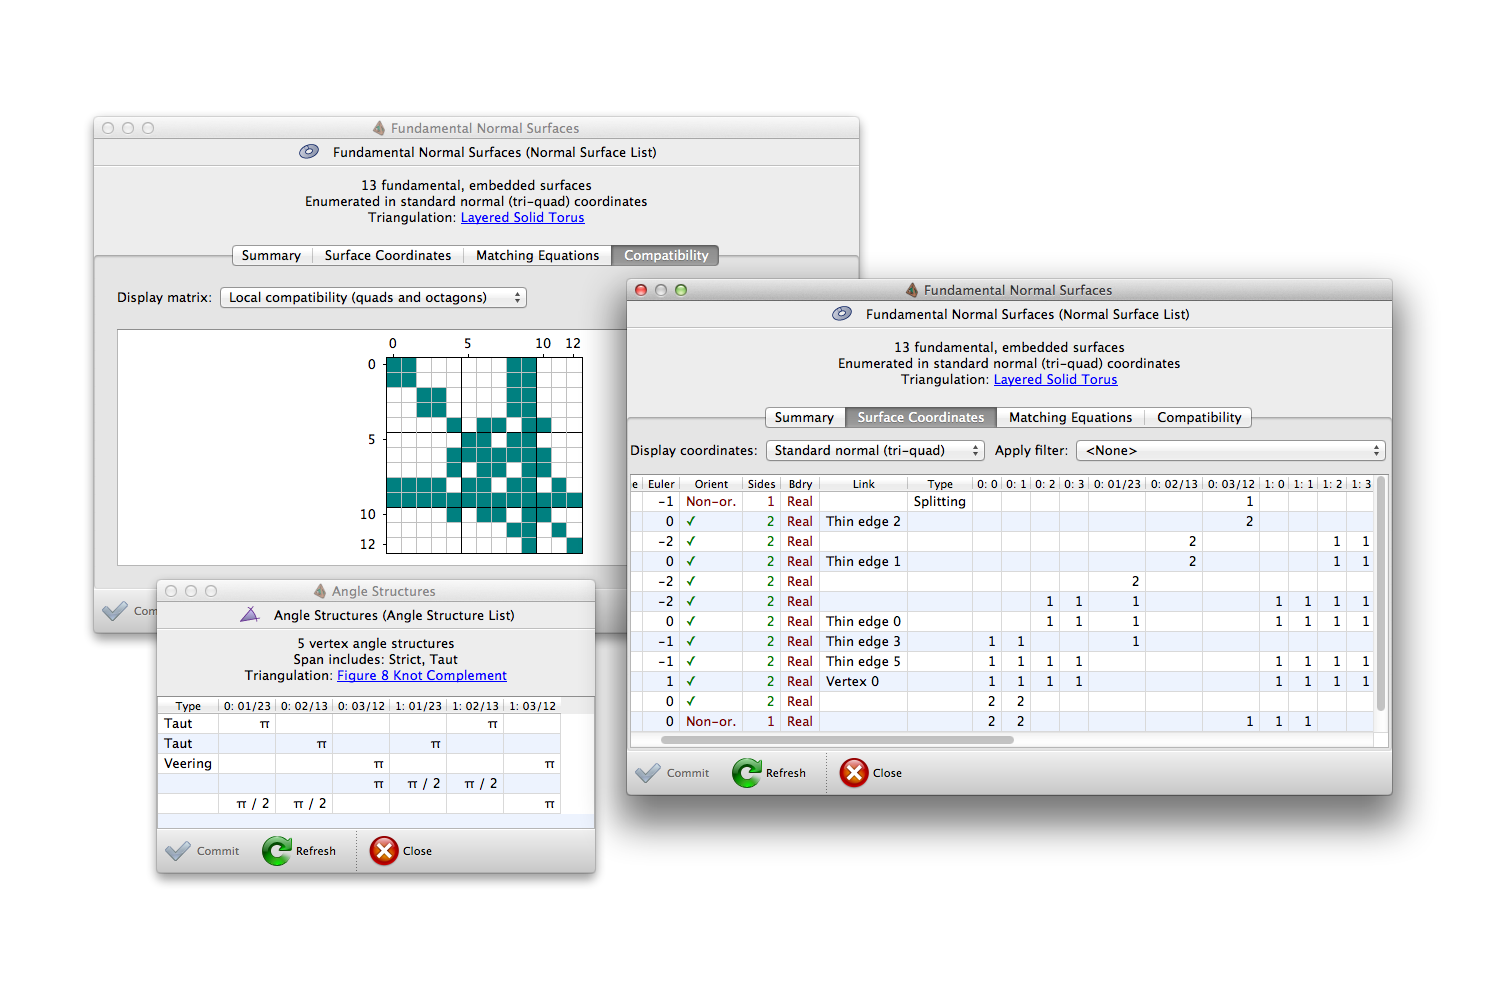 Fundamental Normal Surfaces
Fundamental Normal Surfaces (Normal Surface List)
13 fundamental, embedded surfaces
Enumerated in standard normal (tri-quad) coordinates
Triangulation: Layered Solid Torus
Summary Surface Coordinates Matching Equations Compatibility
Display matrix: Local compatibility (quads and octagons)
0 5 10 12
0
5
10
12
Fundamental Normal Surfaces
Fundamental Normal Surfaces (Normal Surface List)
13 fundamental, embedded surfaces
Enumerated in standard normal (tri-quad) coordinates
Triangulation: Layered Solid Torus
Summary Surface Coordinates Matching Equations Compatibility
Display coordinates: Standard normal (tri-quad) Apply filter: <None>
e Euler Orient Sides Bdry Link Type 0: 0 0: 1 0: 2 0: 3 0: 01/23 0: 02/13 0: 03/12 1: 0 1: 1 1: 2 1: 3
-1 Non-or. 1 Real Splitting 1
0 ✓ 2 Real Thin edge 2 2
-2 ✓ 2 Real 2 1 1
0 ✓ 2 Real Thin edge 1 2 1 1
-2 ✓ 2 Real 2
-2 ✓ 2 Real 1 1 1 1 1 1 1
0 ✓ 2 Real Thin edge 0 1 1 1 1 1 1 1
-1 ✓ 2 Real Thin edge 3 1 1 1
-1 ✓ 2 Real Thin edge 5 1 1 1 1 1 1 1 1
1 ✓ 2 Real Vertex 0 1 1 1 1 1 1 1 1
0 ✓ 2 Real 2 2
0 Non-or. 1 Real 2 2 1 1 1
Commit Refresh Close
Com
Angle Structures
Angle Structures (Angle Structure List)
5 vertex angle structures
Span includes: Strict, Taut
Triangulation: Figure 8 Knot Complement
Type 0: 01/23 0: 02/13 0: 03/12 1: 01/23 1: 02/13 1: 03/12
Taut π π
Taut π π
Veering π π
π π / 2 π / 2
π / 2 π / 2 π
Commit Refresh Close